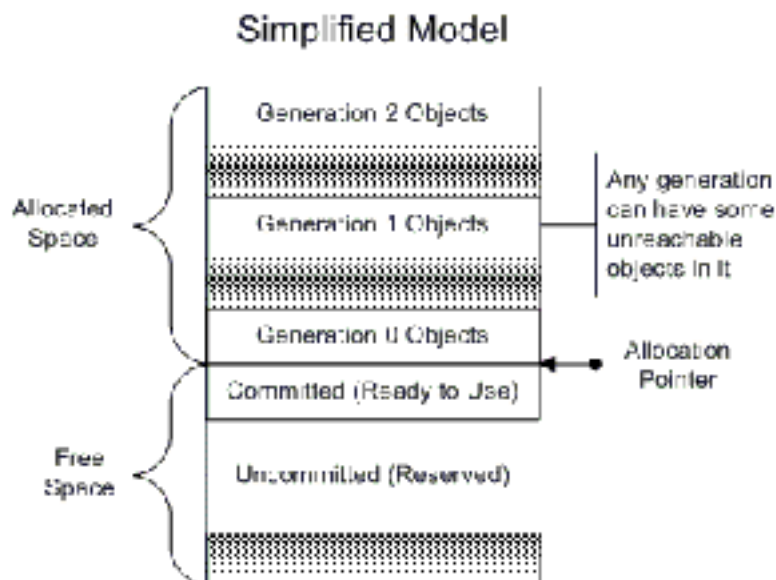 Simplified Model
Generation 2 Objects
Allocated
Space
Generation 1 Objects
Any generation
can have some
unreachable
objects in it
Generation 0 Objects
Allocation
Pointer
Committed (Ready to Use)
Free
Space
Uncommitted (Reserved)